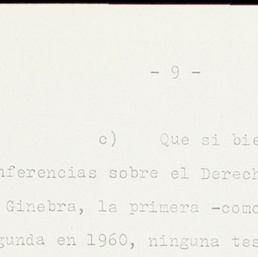 - 9 -
c) Que si bie
nferencias sobre el Derech
Ginebra, la primera -como
gunda en 1960, ninguna tes